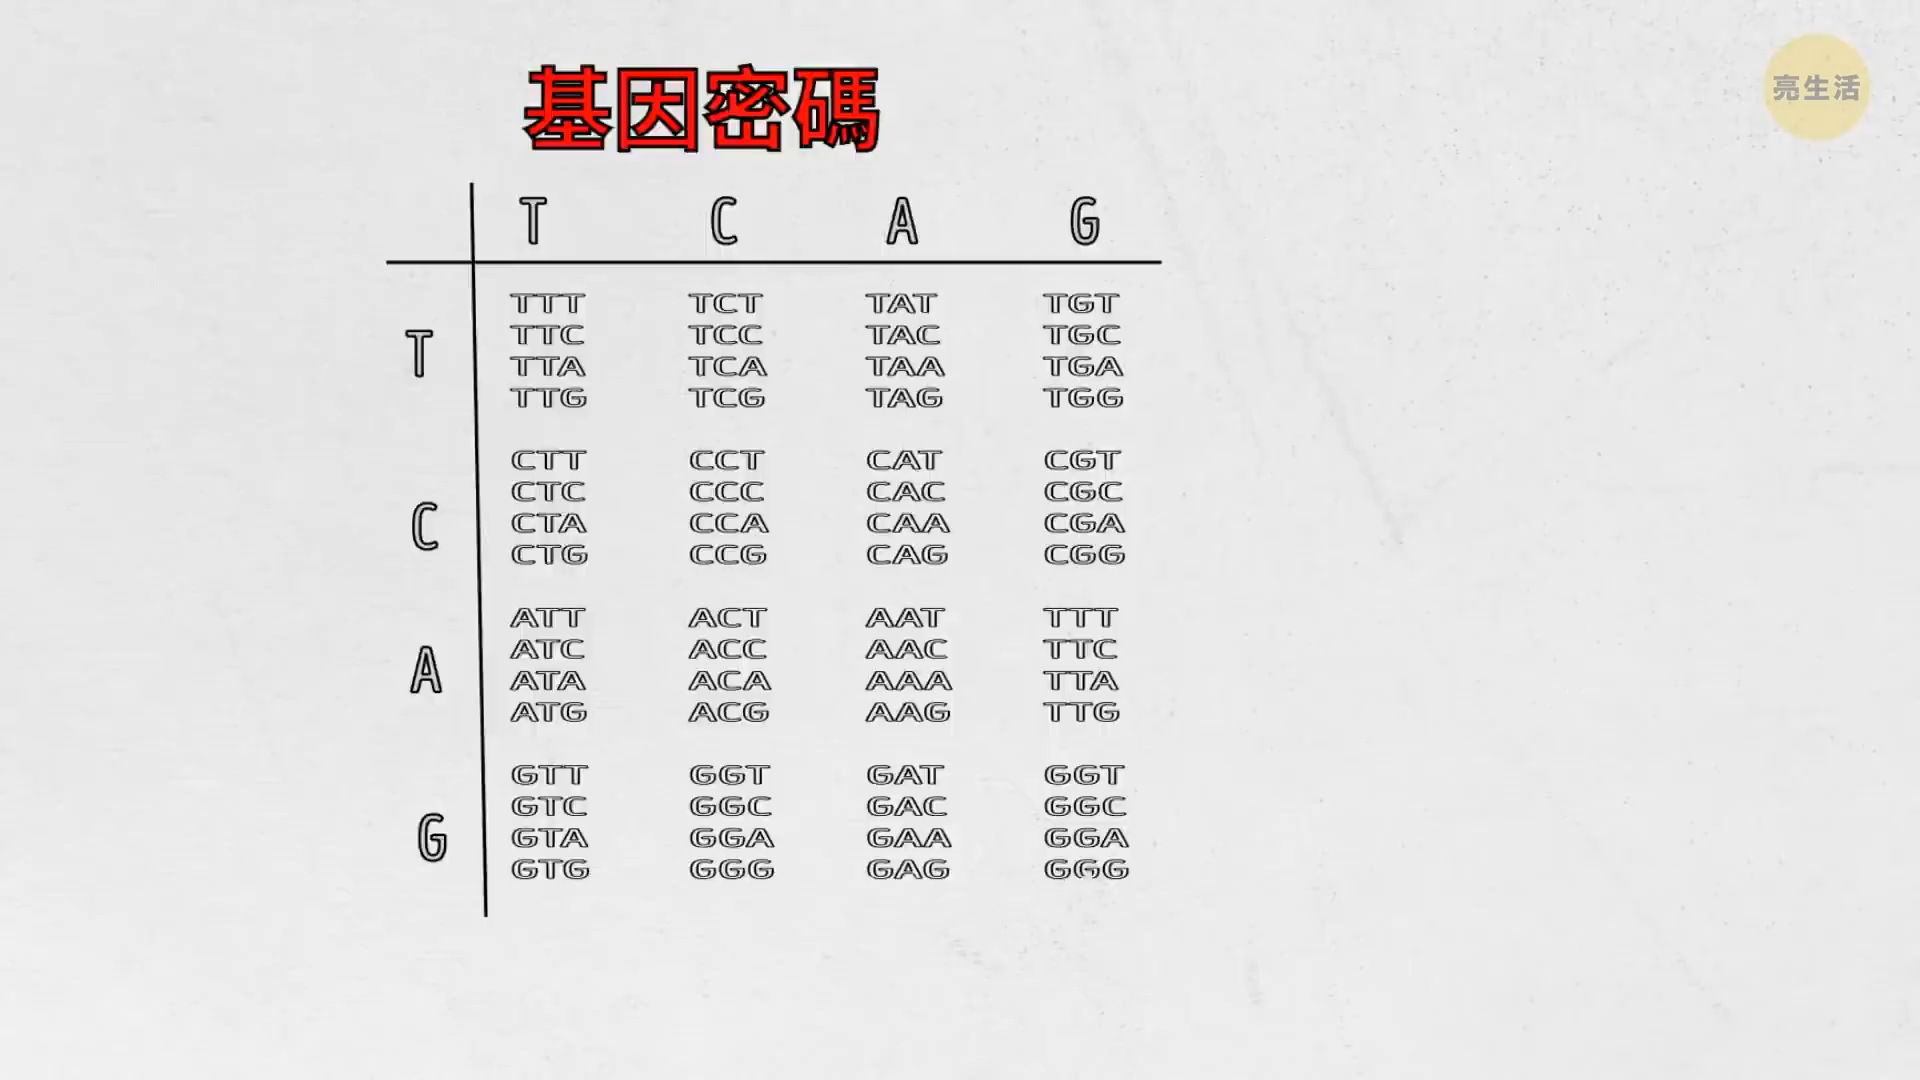 基因密碼
亮生活
T C A G
T
TTT TCT TAT TGT
TTC TCC TAC TGC
TTA TCA TAA TGA
TTG TCG TAG TGG
C
CTT CCT CAT CGT
CTC CCC CAC CGC
CTA CCA CAA CGA
CTG CCG CAG CGG
A
ATT ACT AAT TTT
ATC ACC AAC TTC
ATA ACA AAA TTA
ATG ACG AAG TTG
G
GTT GGT GAT GGT
GTC GGC GAC GGC
GTA GGA GAA GGA
GTG GGG GAG GGG